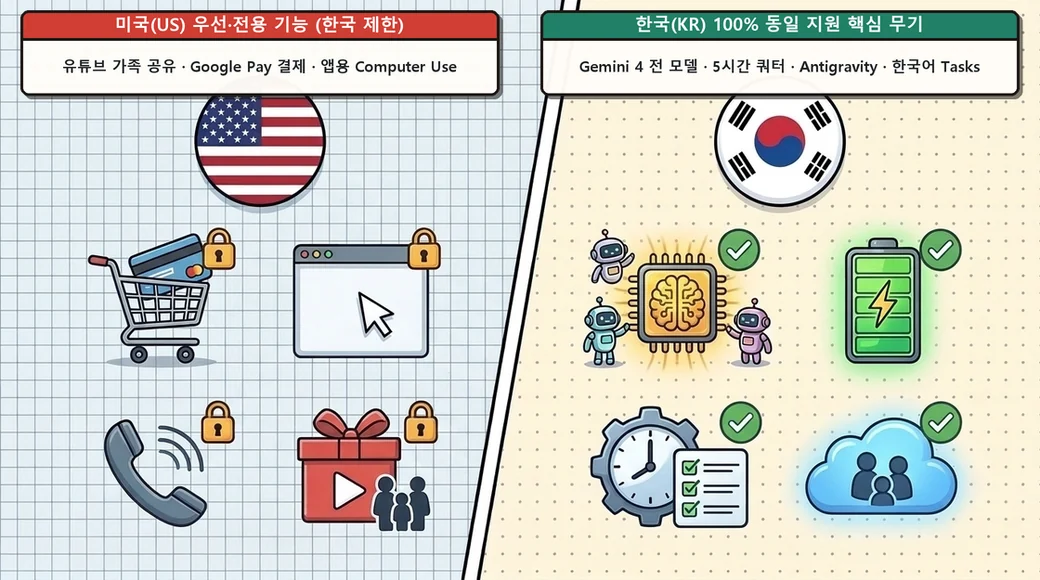 미국(US) 우선·전용 기능 (한국 제한)
유튜브 가족 공유 · Google Pay 결제 · 앱용 Computer Use
한국(KR) 100% 동일 지원 핵심 무기
Gemini 4 전 모델 · 5시간 쿼터 · Antigravity · 한국어 Tasks